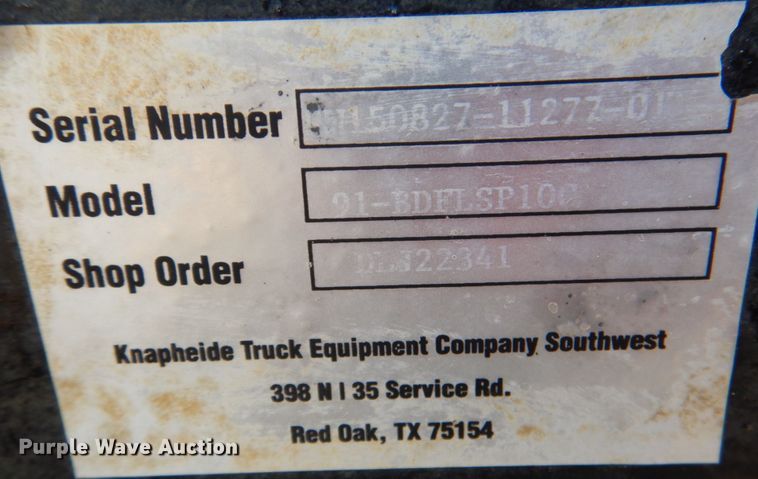 Serial Number
Model
Shop Order
Knapheide Truck Equipment Company Southwest
398 N I 35 Service Rd.
Red Oak, TX 75154
Purple Wave Auction